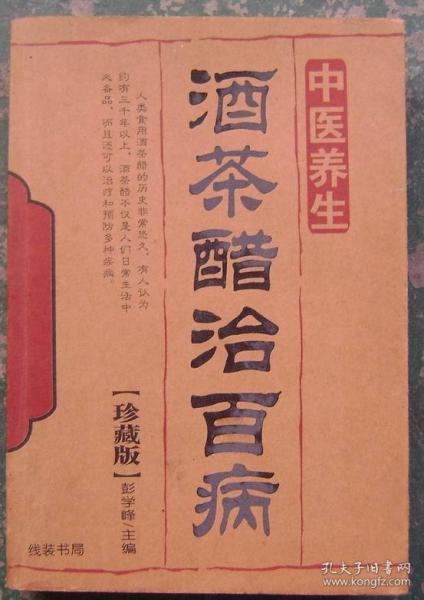 中医养生
酒茶醋治百病
人类食用酒茶醋的历史非常悠久，有人认为
约有三千年以上，酒茶醋不仅是人们日常生活中
必备品，而且还可以治疗和预防多种疾病。
【珍藏版】
彭学峰/主编
线装书局
孔夫子旧书网
www.kongfz.com